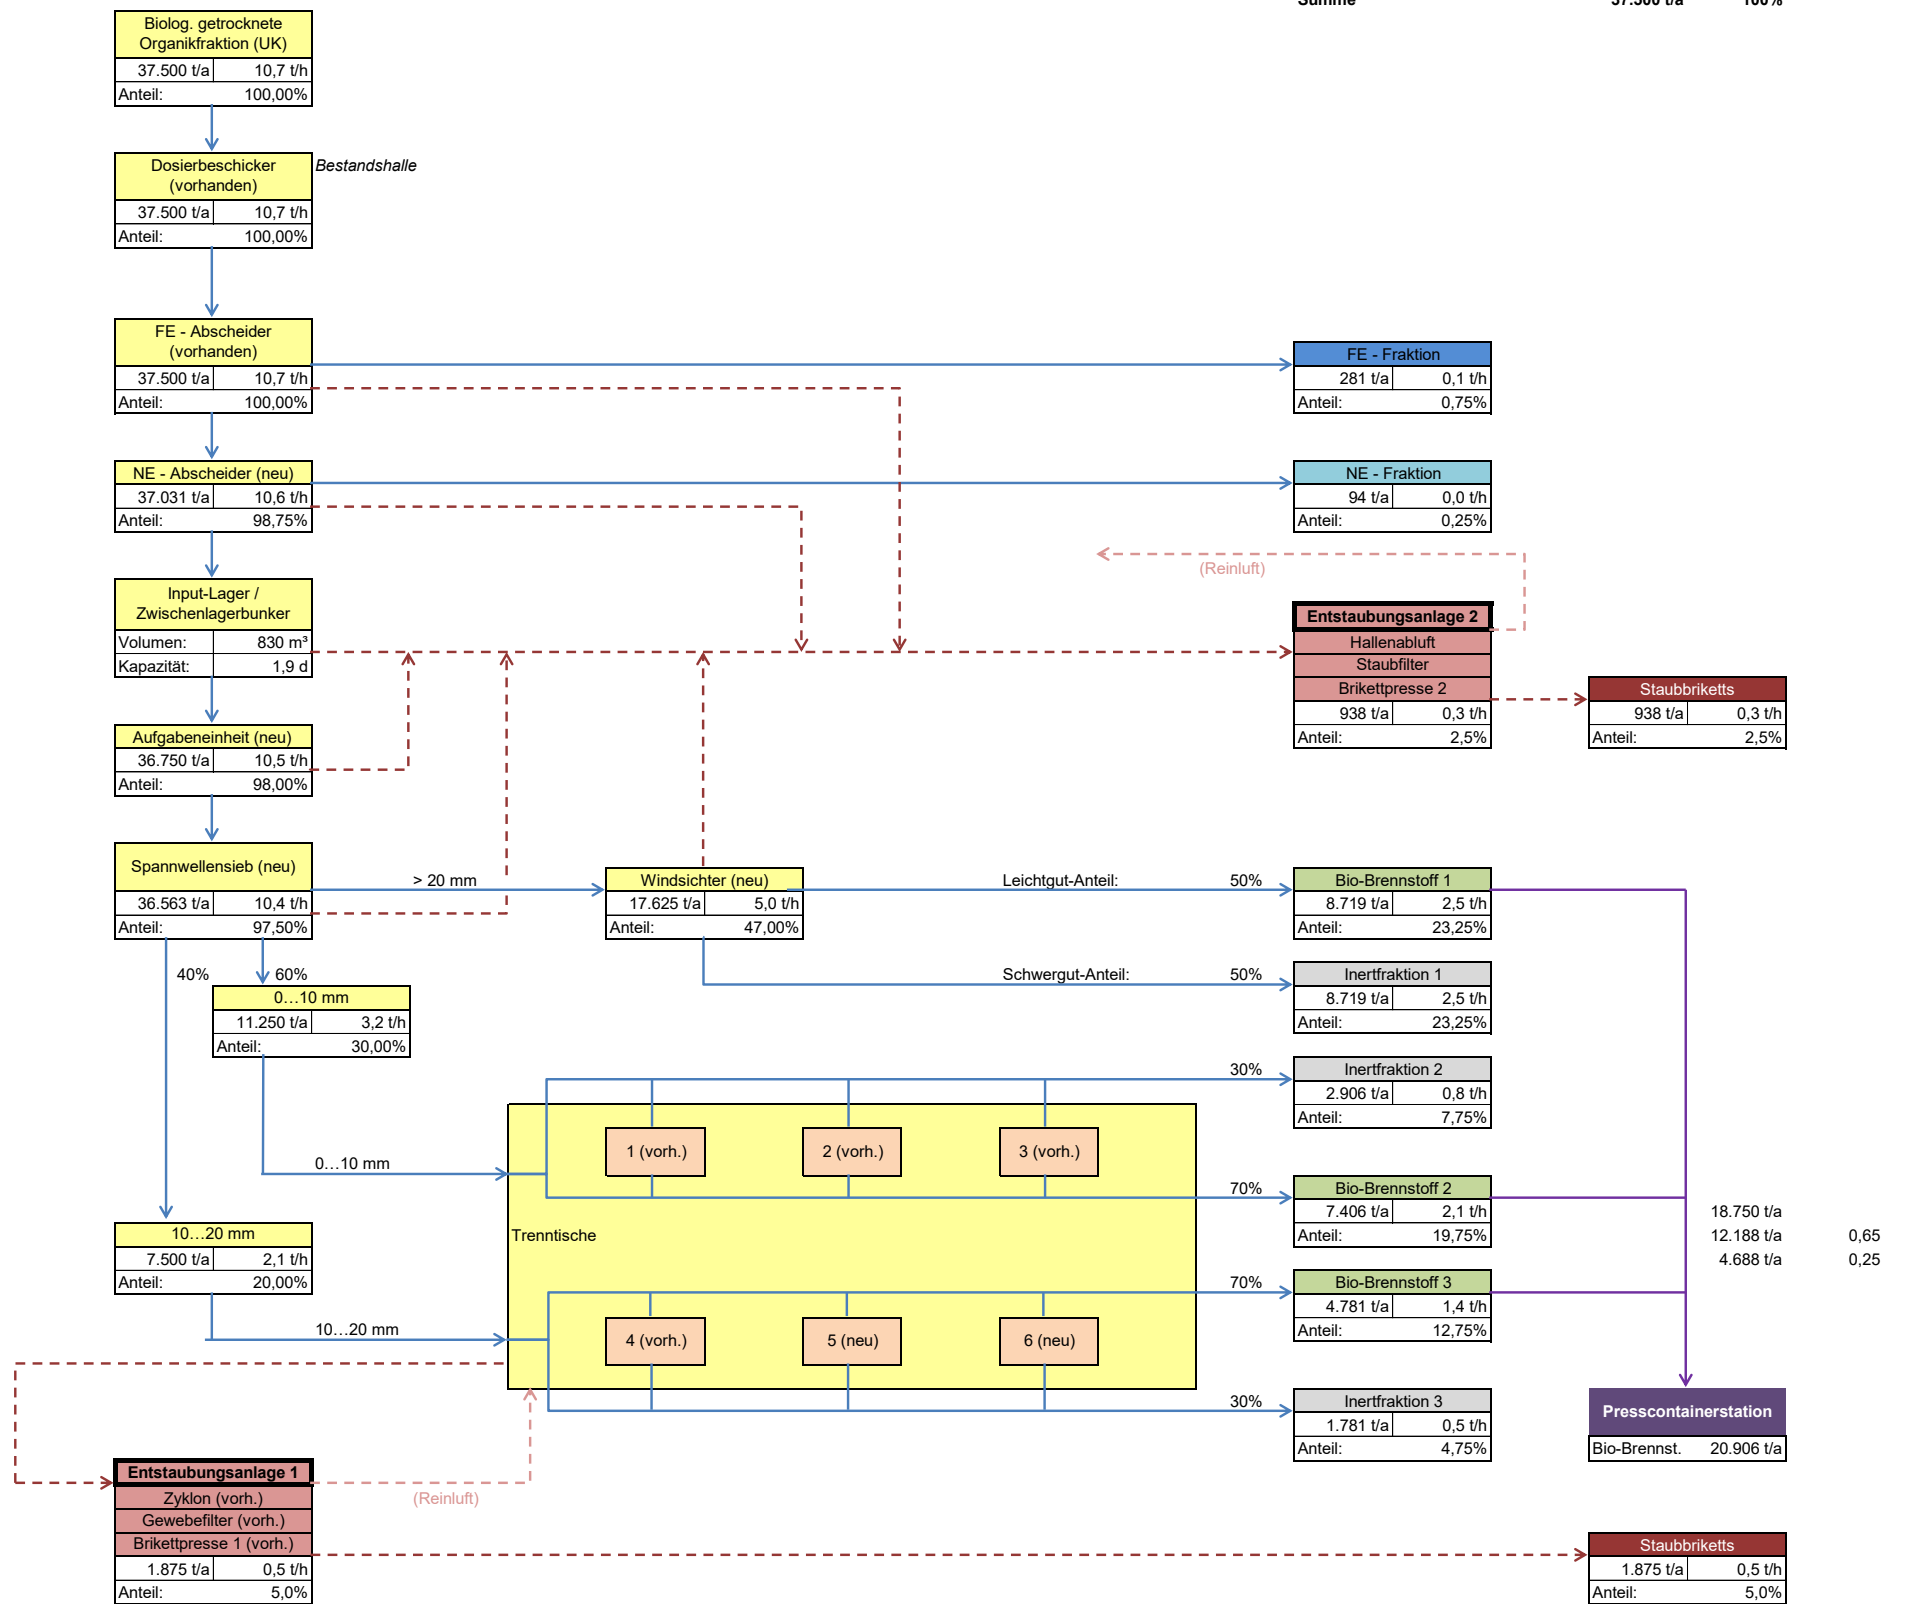 Summe 37.500 t/a 100%
Biolog. getrocknete
Organikfraktion (UK)
37.500 t/a 10,7 t/h
Anteil: 100,00%
Dosierbeschicker
(vorhanden)
Bestandshalle
37.500 t/a 10,7 t/h
Anteil: 100,00%
FE - Abscheider
(vorhanden)
37.500 t/a 10,7 t/h
Anteil: 100,00%
FE - Fraktion
281 t/a 0,1 t/h
Anteil: 0,75%
NE - Abscheider (neu)
37.031 t/a 10,6 t/h
Anteil: 98,75%
NE - Fraktion
94 t/a 0,0 t/h
Anteil: 0,25%
(Reinluft)
Input-Lager /
Zwischenlagerbunker
Volumen: 830 m³
Kapazität: 1,9 d
Entstaubungsanlage 2
Hallenabluft
Staubfilter
Brikettpresse 2
938 t/a 0,3 t/h
Anteil: 2,5%
Staubbriketts
938 t/a 0,3 t/h
Anteil: 2,5%
Aufgabeneinheit (neu)
36.750 t/a 10,5 t/h
Anteil: 98,00%
Spannwellensieb (neu)
36.563 t/a 10,4 t/h
Anteil: 97,50%
> 20 mm
Windsichter (neu)
17.625 t/a 5,0 t/h
Anteil: 47,00%
Leichtgut-Anteil: 50%
Bio-Brennstoff 1
8.719 t/a 2,5 t/h
Anteil: 23,25%
Schwergut-Anteil: 50%
Inertfraktion 1
8.719 t/a 2,5 t/h
Anteil: 23,25%
40% 60%
0…10 mm
11.250 t/a 3,2 t/h
Anteil: 30,00%
30%
Inertfraktion 2
2.906 t/a 0,8 t/h
Anteil: 7,75%
0…10 mm
1 (vorh.) 2 (vorh.) 3 (vorh.)
70%
Bio-Brennstoff 2
7.406 t/a 2,1 t/h
Anteil: 19,75%
18.750 t/a
12.188 t/a 0,65
4.688 t/a 0,25
Trenntische
10…20 mm
7.500 t/a 2,1 t/h
Anteil: 20,00%
70%
Bio-Brennstoff 3
4.781 t/a 1,4 t/h
Anteil: 12,75%
10…20 mm
4 (vorh.) 5 (neu) 6 (neu)
30%
Inertfraktion 3
1.781 t/a 0,5 t/h
Anteil: 4,75%
Presscontainerstation
Bio-Brennst. 20.906 t/a
Entstaubungsanlage 1
Zyklon (vorh.)
Gewebefilter (vorh.)
Brikettpresse 1 (vorh.)
1.875 t/a 0,5 t/h
Anteil: 5,0%
(Reinluft)
Staubbriketts
1.875 t/a 0,5 t/h
Anteil: 5,0%